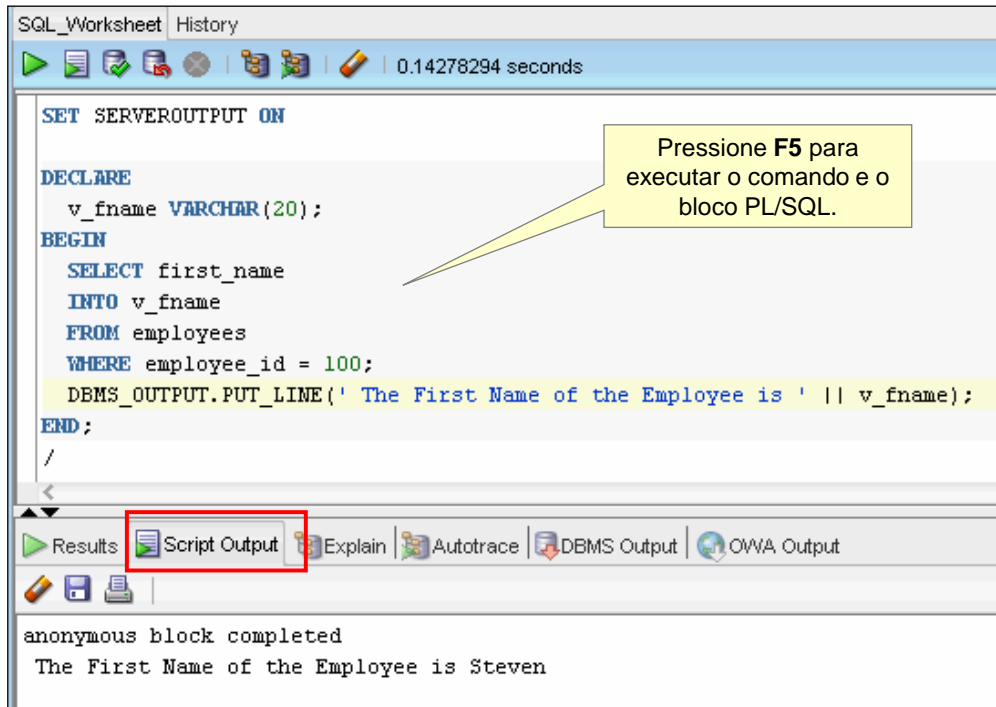 SQL_Worksheet History
0.14278294 seconds
SET SERVEROUTPUT ON
Pressione F5 para
executar o comando e o
bloco PL/SQL.
DECLARE
v_fname VARCHAR(20);
BEGIN
SELECT first_name
INTO v_fname
FROM employees
WHERE employee_id = 100;
DBMS_OUTPUT.PUT_LINE(' The First Name of the Employee is ' || v_fname);
END;
/
Results Script Output Explain Autotrace DBMS Output OWA Output
anonymous block completed
The First Name of the Employee is Steven